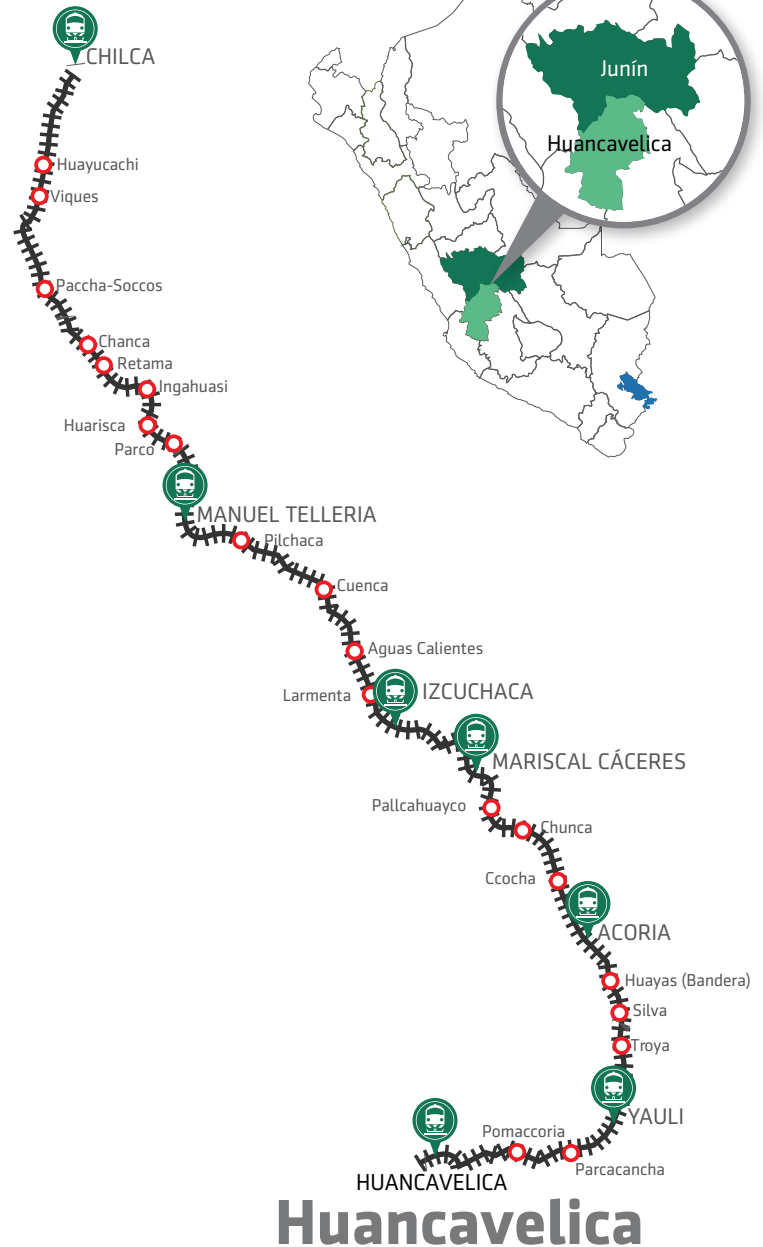 CHILCA
Junín
Huancavelica
Huayucachi
Viques
Paccha-Soccos
Chanca
Retama
Ingahuasi
Huarisca
Parco
MANUEL TELLERIA
Pilchaca
Cuenca
Aguas Calientes
Larmenta
IZCUCHACA
MARISCAL CÁCERES
Pallcahuayco
Chunca
Ccocha
ACORIA
Huayas (Bandera)
Silva
Troya
YAULI
Pomaccoria
Parcacancha
HUANCAVELICA
Huancavelica